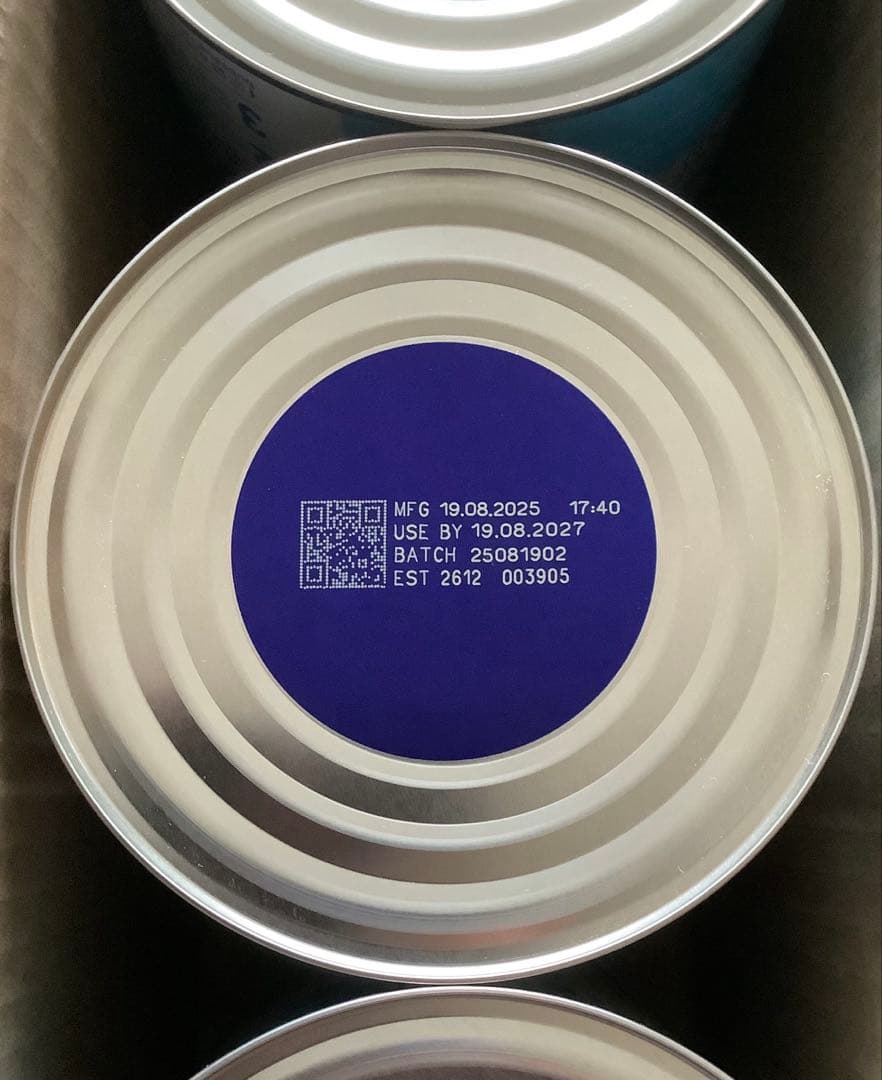 MFG 19.08.2025 17:40
USE BY 19.08.2027
BATCH 25081902
EST 2612 003905